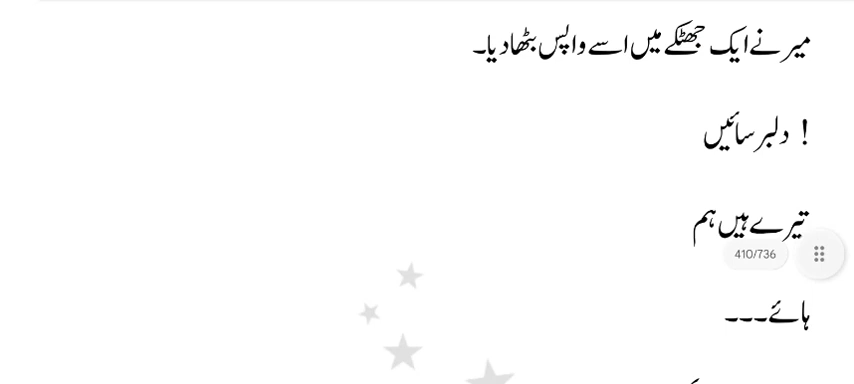 میر نے ایک جھٹکے میں اسے واپس بٹھا دیا۔
! دلبر سائیں
تیرے ہیں ہم
410/736
ہائے۔۔۔